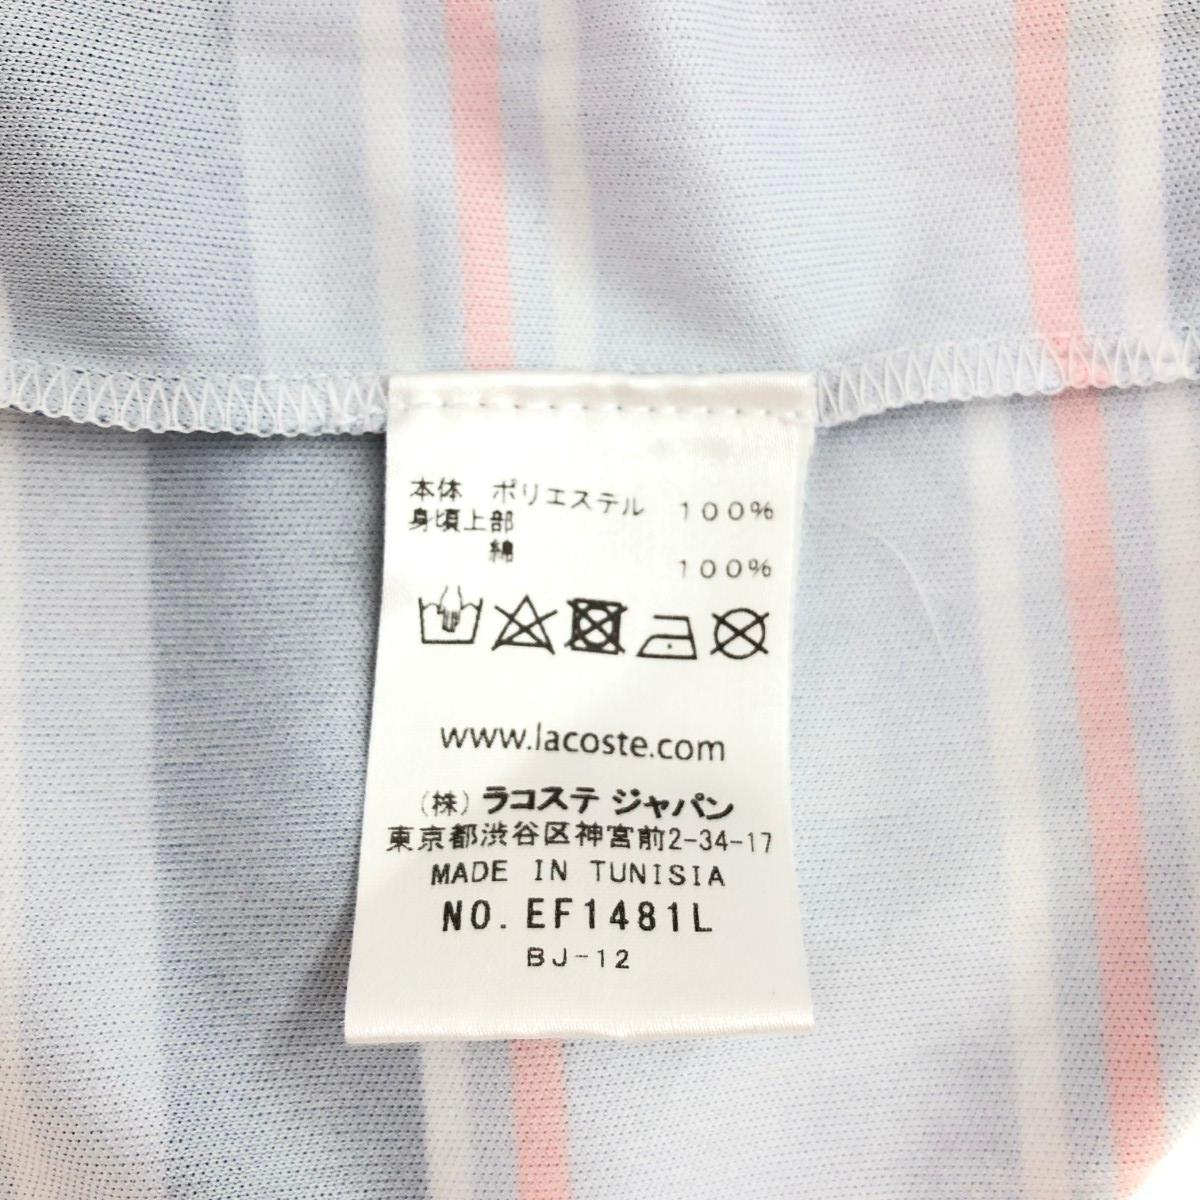 本体 ポリエステル 100%
身頃上部
綿 100%
www.lacoste.com
(株) ラコステ ジャパン
東京都渋谷区神宮前2-34-17
MADE IN TUNISIA
NO. EF1481L
BJ-12